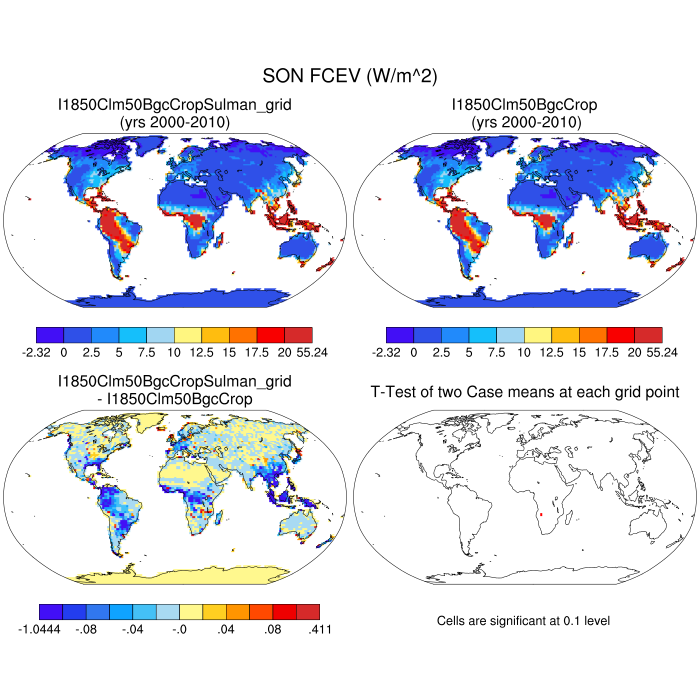 SON FCEV (W/m^2)
I1850Clm50BgcCropSulman_grid
(yrs 2000-2010)
I1850Clm50BgcCrop
(yrs 2000-2010)
-2.32 0 2.5 5 7.5 10 12.5 15 17.5 20 55.24
-2.32 0 2.5 5 7.5 10 12.5 15 17.5 20 55.24
I1850Clm50BgcCropSulman_grid
- I1850Clm50BgcCrop
T-Test of two Case means at each grid point
-1.0444 -.08 -.04 -.0 .04 .08 .411
Cells are significant at 0.1 level